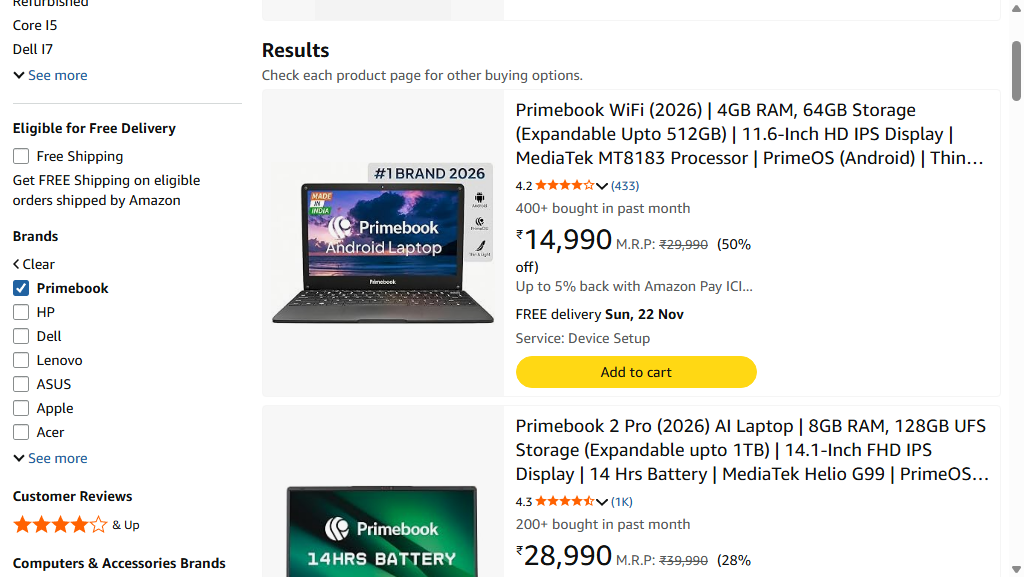 Refurbished
Core I5
Dell I7
See more
Eligible for Free Delivery
Free Shipping
Get FREE Shipping on eligible
orders shipped by Amazon
Brands
Clear
Primebook
HP
Dell
Lenovo
ASUS
Apple
Acer
See more
Customer Reviews
& Up
Computers & Accessories Brands
Results
Check each product page for other buying options.
#1 BRAND 2026
MADE
IN
INDIA
Primebook
Android Laptop
Android
PrimeOS
Thin & Light
Primebook
Primebook WiFi (2026) | 4GB RAM, 64GB Storage
(Expandable Upto 512GB) | 11.6-Inch HD IPS Display |
MediaTek MT8183 Processor | PrimeOS (Android) | Thin…
4.2 (433)
400+ bought in past month
₹14,990 M.R.P: ₹29,990 (50%
off)
Up to 5% back with Amazon Pay ICI…
FREE delivery Sun, 22 Nov
Service: Device Setup
Add to cart
Primebook
14HRS BATTERY
Primebook 2 Pro (2026) AI Laptop | 8GB RAM, 128GB UFS
Storage (Expandable upto 1TB) | 14.1-Inch FHD IPS
Display | 14 Hrs Battery | MediaTek Helio G99 | PrimeOS…
4.3 (1K)
200+ bought in past month
₹28,990 M.R.P: ₹39,990 (28%